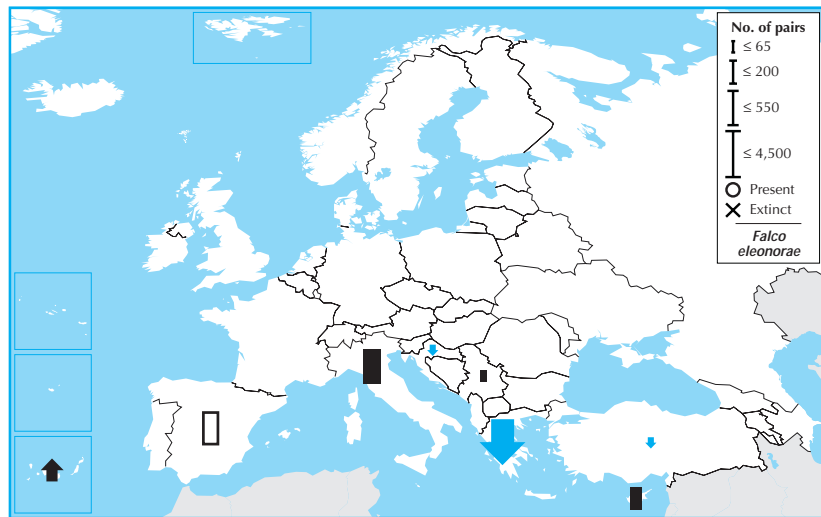 No. of pairs
≤ 65
≤ 200
≤ 550
≤ 4,500
Present
Extinct
Falco
eleonorae